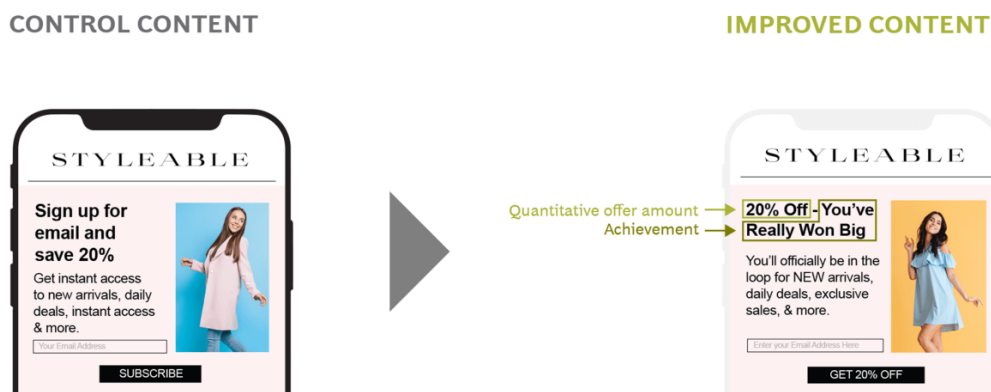 CONTROL CONTENT
IMPROVED CONTENT
STYLEABLE
Sign up for
email and
save 20%
Get instant access
to new arrivals, daily
deals, instant access
& more.
Your Email Address
SUBSCRIBE
Quantitative offer amount
Achievement
STYLEABLE
20% Off - You've
Really Won Big
You'll officially be in the
loop for NEW arrivals,
daily deals, exclusive
sales, & more.
Enter your Email Address Here
GET 20% OFF